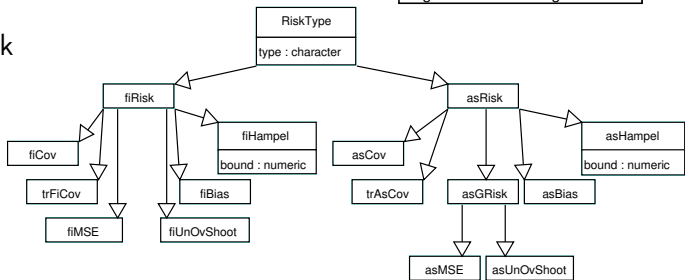 RiskType
k
type : character
fiRisk
asRisk
fiHampel
asHampel
fiCov
asCov
bound : numeric
bound : numeric
trFiCov
fiBias
trAsCov
asGRisk
asBias
fiMSE
fiUnOvShoot
asMSE
asUnOvShoot